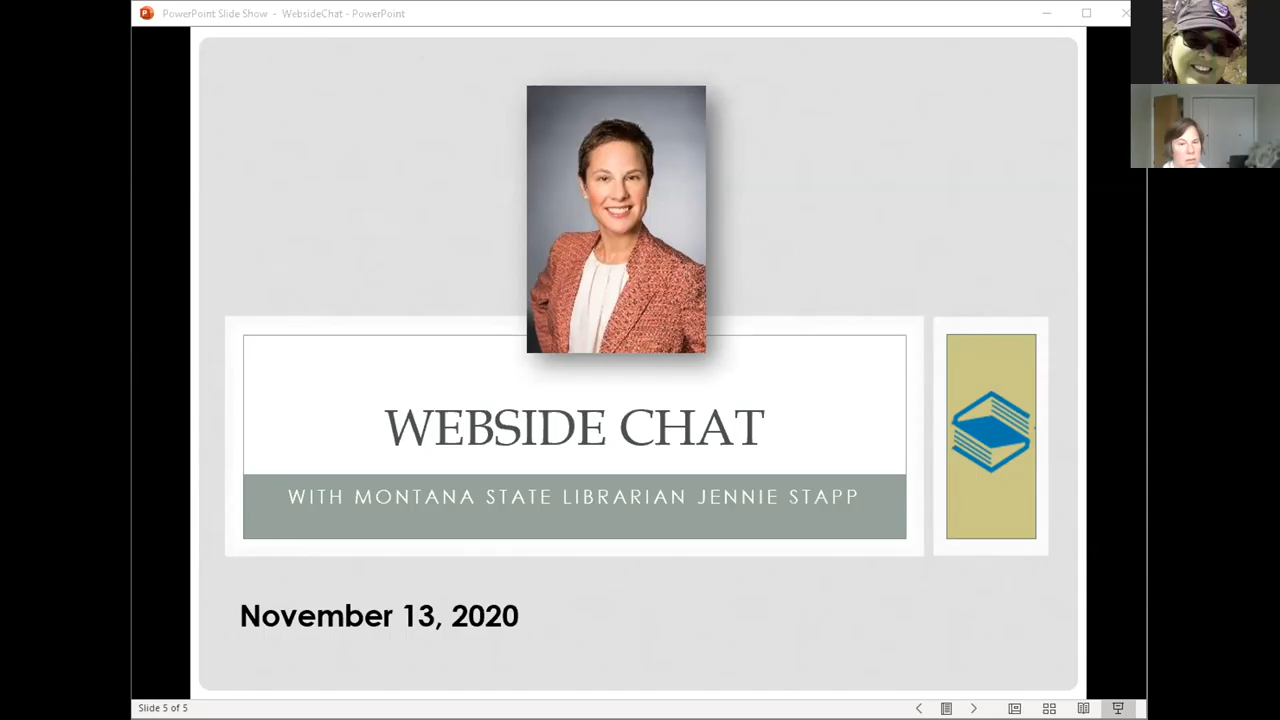 PowerPoint Slide Show - WebsideChat - PowerPoint
WEBSIDE CHAT
WITH MONTANA STATE LIBRARIAN JENNIE STAPP
November 13, 2020
Slide 5 of 5